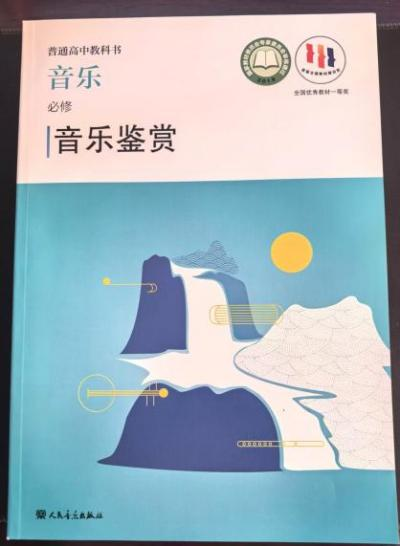 普通高中教科书
音乐
必修
音乐鉴赏
全国优秀教材一等奖
人民音乐出版社